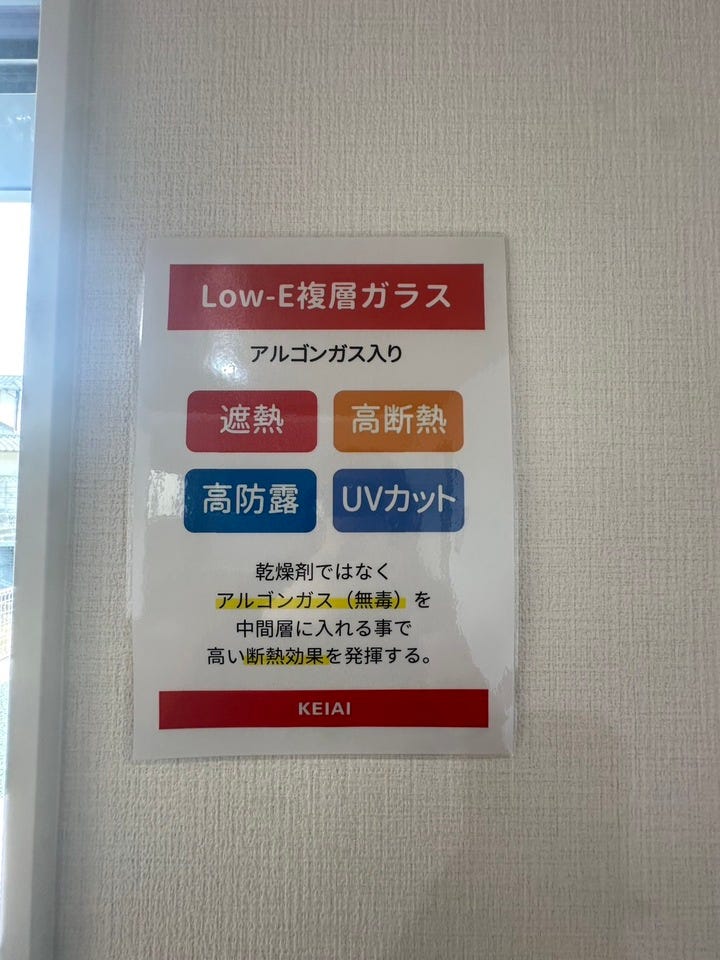 Low-E複層ガラス
アルゴンガス入り
遮熱
高断熱
高防露
UVカット
乾燥剤ではなく
アルゴンガス（無毒）を
中間層に入れる事で
高い断熱効果を発揮する。
KEIAI